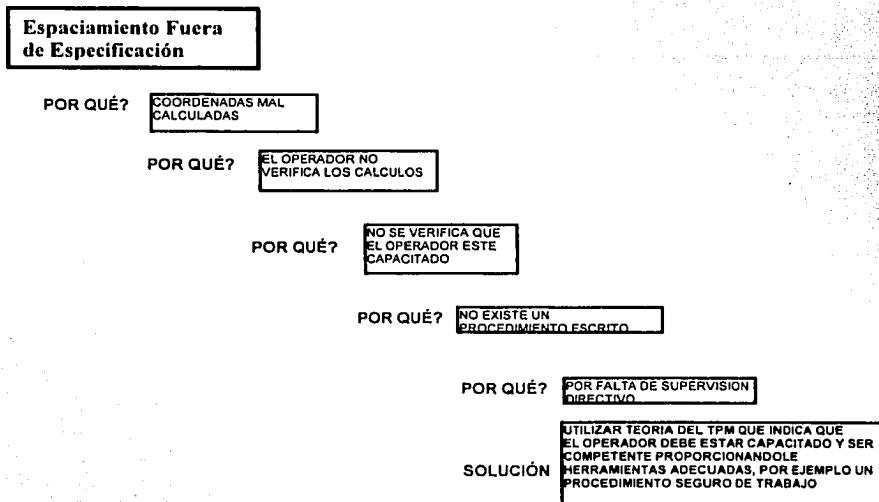 Espaciamiento Fuera
de Especificación
POR QUÉ?
COORDENADAS MAL
CALCULADAS
POR QUÉ?
EL OPERADOR NO
VERIFICA LOS CALCULOS
POR QUÉ?
NO SE VERIFICA QUE
EL OPERADOR ESTE
CAPACITADO
POR QUÉ?
NO EXISTE UN
PROCEDIMIENTO ESCRITO
POR QUÉ?
POR FALTA DE SUPERVISION
DIRECTIVO
SOLUCIÓN
UTILIZAR TEORIA DEL TPM QUE INDICA QUE
EL OPERADOR DEBE ESTAR CAPACITADO Y SER
COMPETENTE PROPORCIONANDOLE
HERRAMIENTAS ADECUADAS, POR EJEMPLO UN
PROCEDIMIENTO SEGURO DE TRABAJO